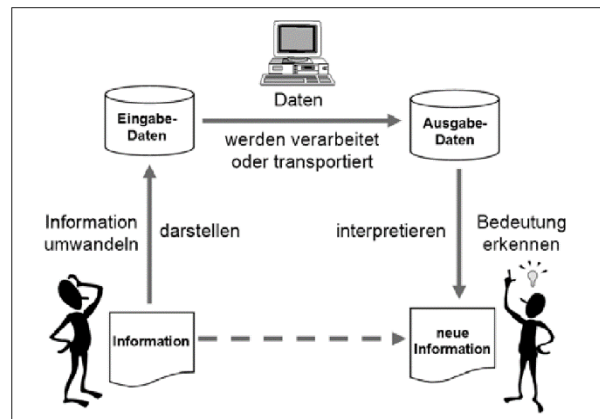 Daten
Eingabe-
Daten
werden verarbeitet
oder transportiert
Ausgabe-
Daten
Information
umwandeln
darstellen
interpretieren
Bedeutung
erkennen
Information
neue
Information